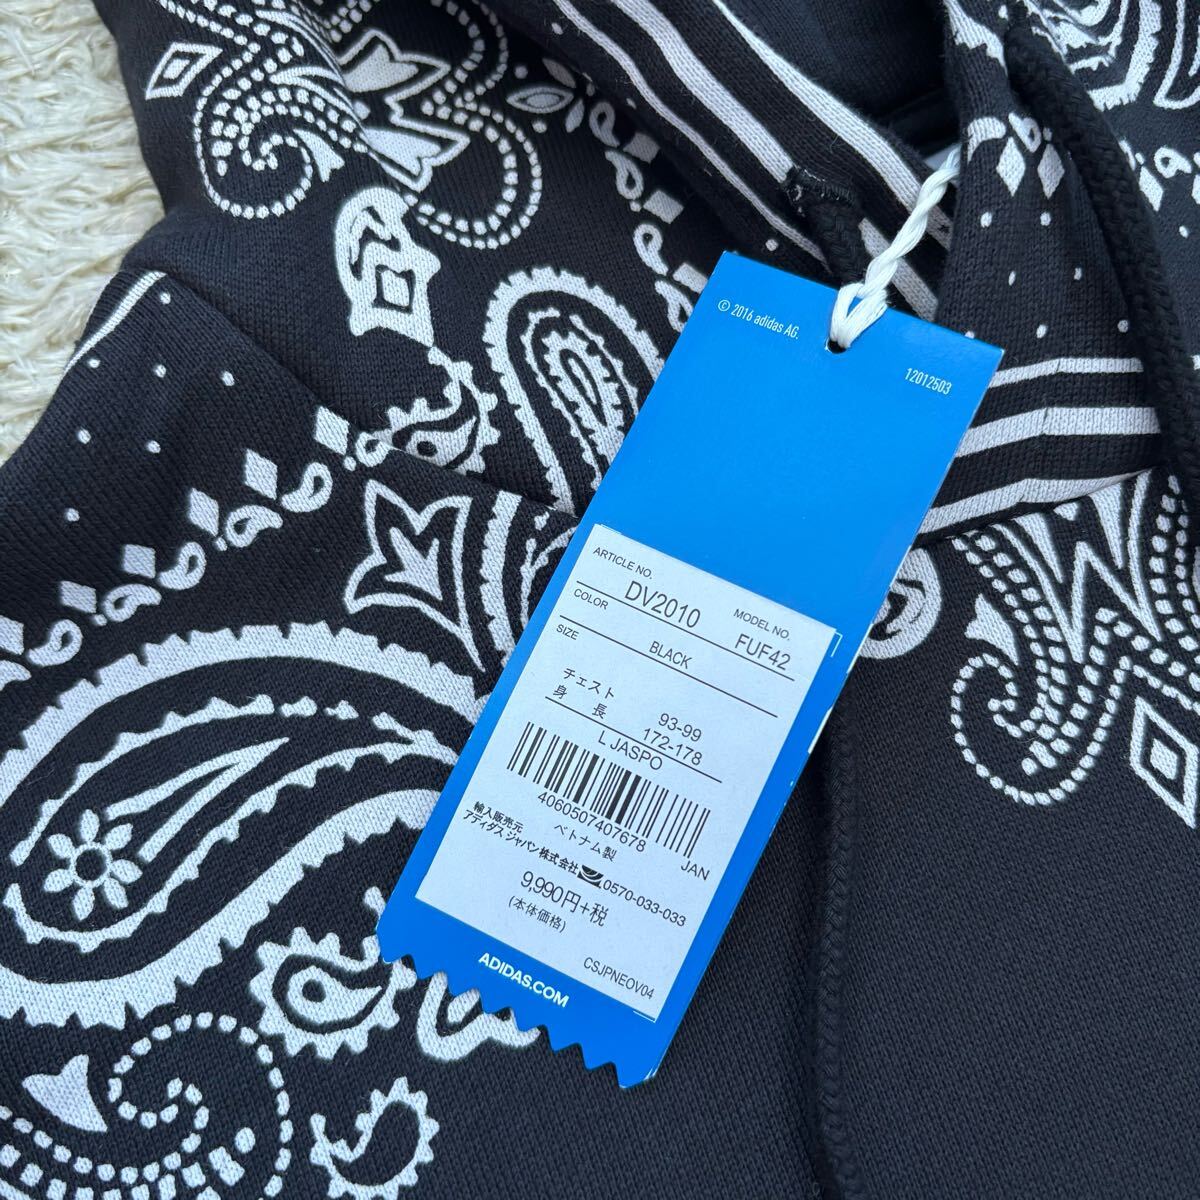 © 2016 adidas AG.
12012503
ARTICLE NO. DV2010 MODEL NO. FUF42
COLOR BLACK
SIZE
チェスト 93-99
身長 172-178
L JASPO
4060507407678 JAN
輸入販売元 ベトナム製
アディダス ジャパン株式会社 0570-033-033
9,990円+税
(本体価格)
CSJPNEOV04
ADIDAS.COM